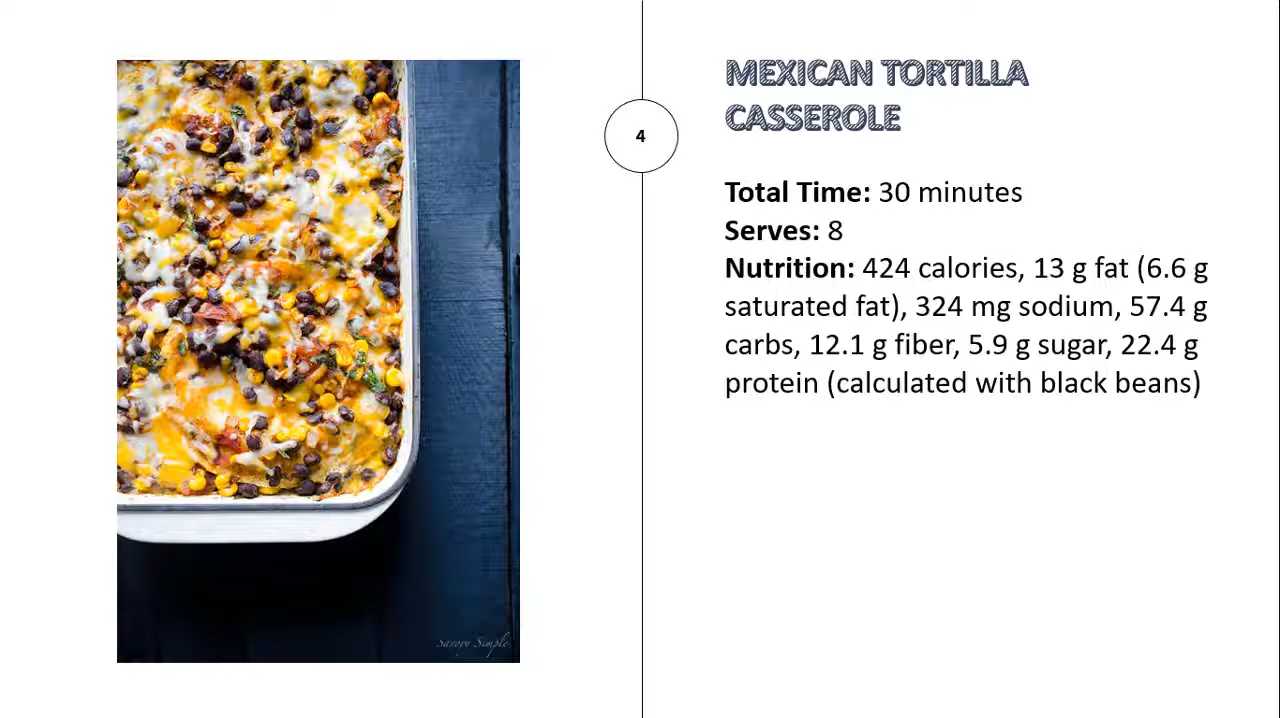 4
MEXICAN TORTILLA
CASSEROLE
Total Time: 30 minutes
Serves: 8
Nutrition: 424 calories, 13 g fat (6.6 g
saturated fat), 324 mg sodium, 57.4 g
carbs, 12.1 g fiber, 5.9 g sugar, 22.4 g
protein (calculated with black beans)
Savory Simple